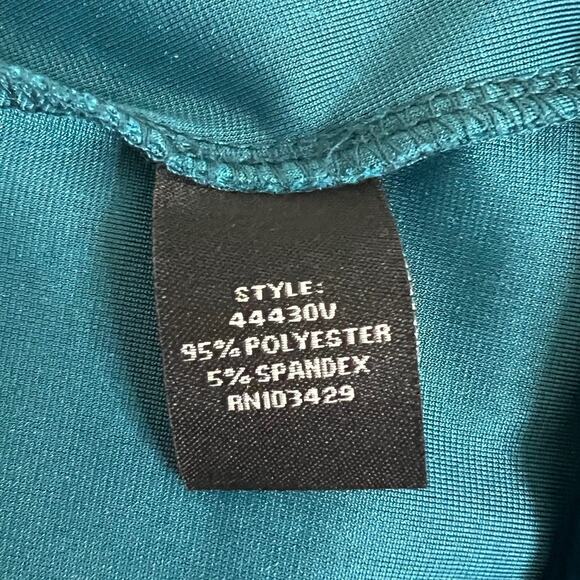 STYLE:
44430V
95% POLYESTER
5% SPANDEX
RN103429